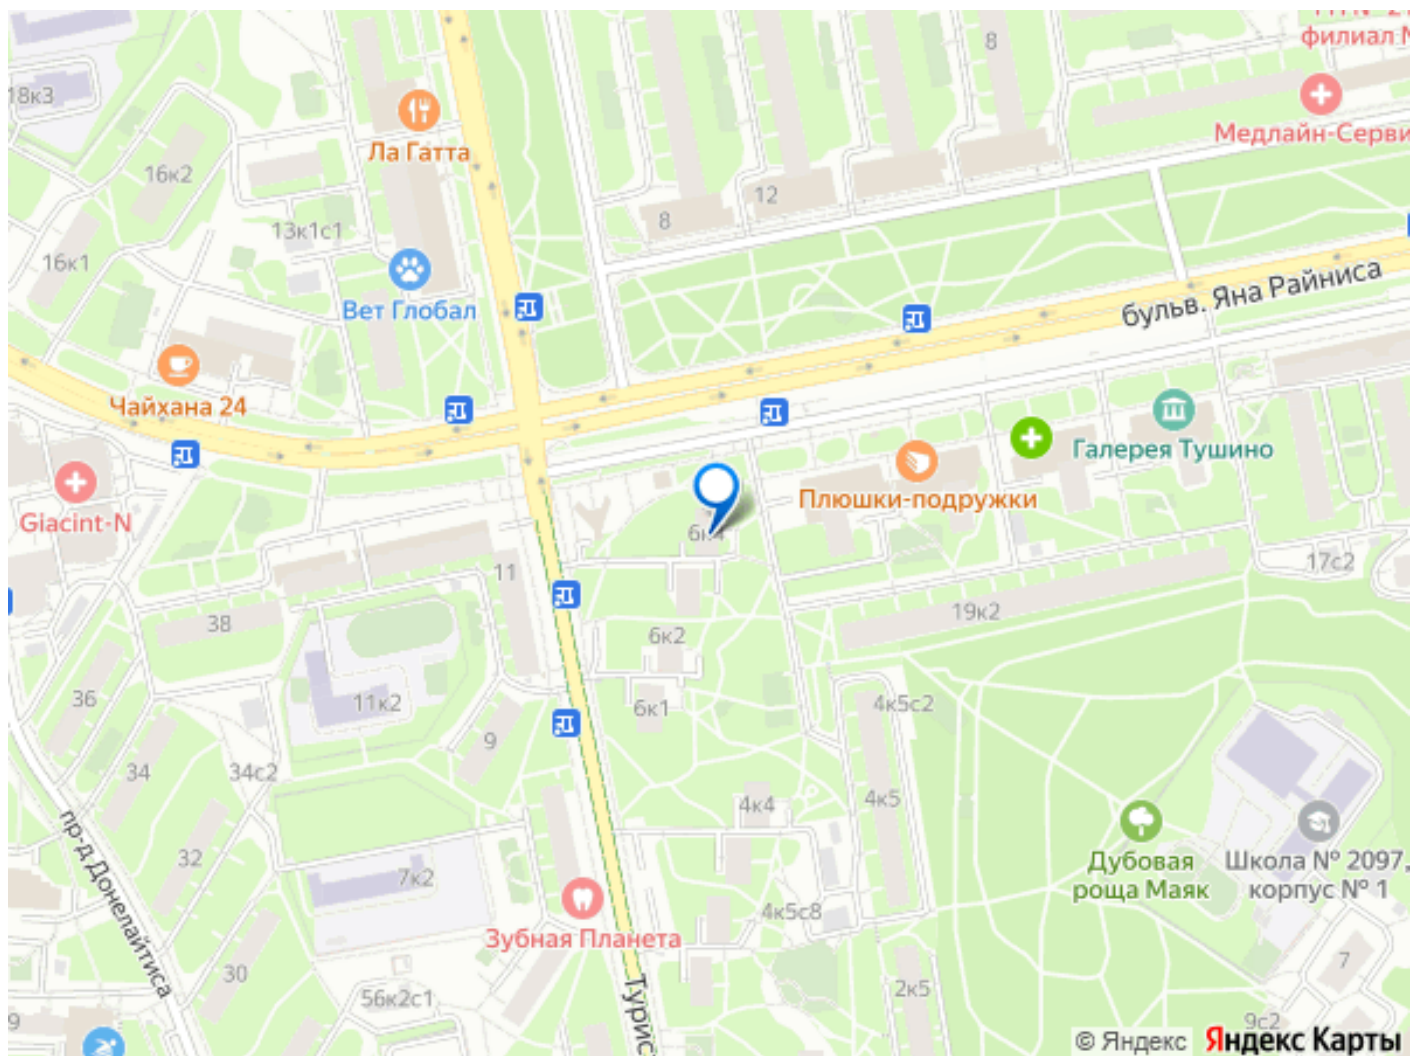 филиал
8
18к3
Медлайн-Серви
Ла Гатта
16к2
12
8
13к1с1
16к1
бульв. Яна Райниса
Вет Глобал
Чайхана 24
Галерея Тушино
Плюшки-подружки
Giacint-N
6к4
17с2
11
19к2
38
6к2
36
11к2
6к1
4к5с2
9
34
34с2
4к4
4к5
пр-д Донелайтиса
32
Дубовая
роща Маяк
Школа № 2097,
корпус № 1
7к2
4к5с8
Зубная Планета
7
30
56к2с1
2к5
Турис
9
9с2
© Яндекс Яндекс Карты